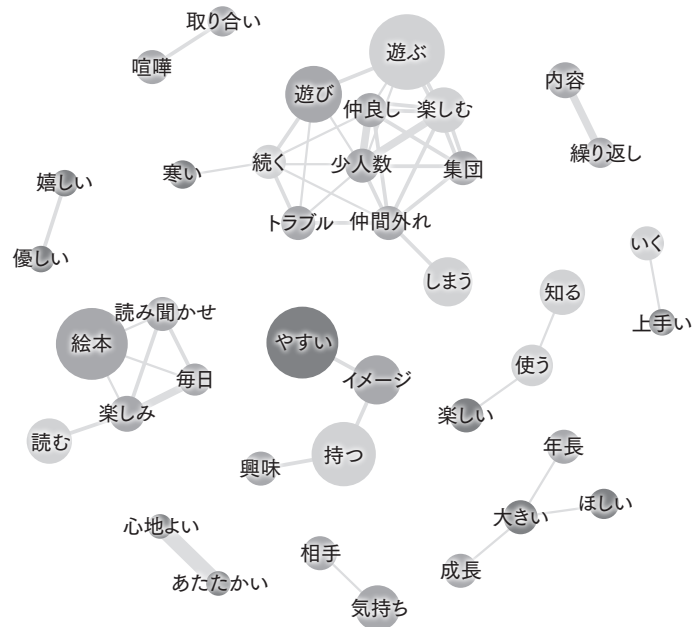 取り合い
喧嘩
遊ぶ
遊び
仲良し
楽しむ
内容
繰り返し
寒い
続く
少人数
集団
嬉しい
優しい
トラブル
仲間外れ
しまう
いく
上手い
知る
使う
楽しい
読み聞かせ
絵本
毎日
楽しみ
読む
やすい
イメージ
持つ
興味
年長
大きい
ほしい
成長
心地よい
あたたかい
相手
気持ち